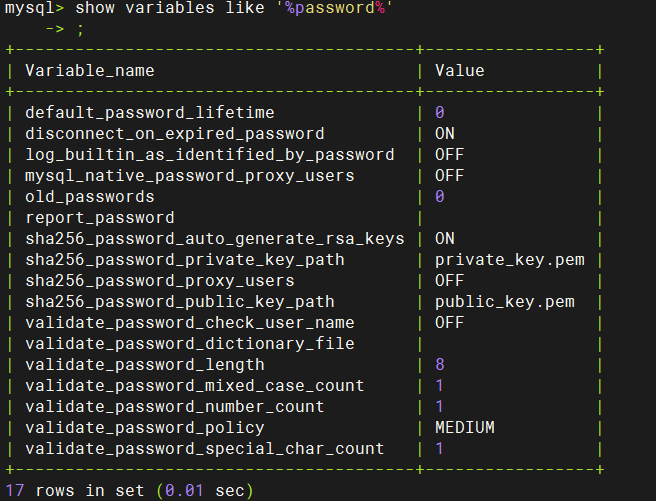 mysql> show variables like '%password%'
    -> ;
+----------------------------------------+-----------------+
| Variable_name                          | Value           |
+----------------------------------------+-----------------+
| default_password_lifetime              | 0               |
| disconnect_on_expired_password         | ON              |
| log_builtin_as_identified_by_password  | OFF             |
| mysql_native_password_proxy_users      | OFF             |
| old_passwords                          | 0               |
| report_password                        |                 |
| sha256_password_auto_generate_rsa_keys | ON              |
| sha256_password_private_key_path       | private_key.pem |
| sha256_password_proxy_users            | OFF             |
| sha256_password_public_key_path        | public_key.pem  |
| validate_password_check_user_name      | OFF             |
| validate_password_dictionary_file      |                 |
| validate_password_length               | 8               |
| validate_password_mixed_case_count     | 1               |
| validate_password_number_count         | 1               |
| validate_password_policy               | MEDIUM          |
| validate_password_special_char_count   | 1               |
+----------------------------------------+-----------------+
17 rows in set (0.01 sec)